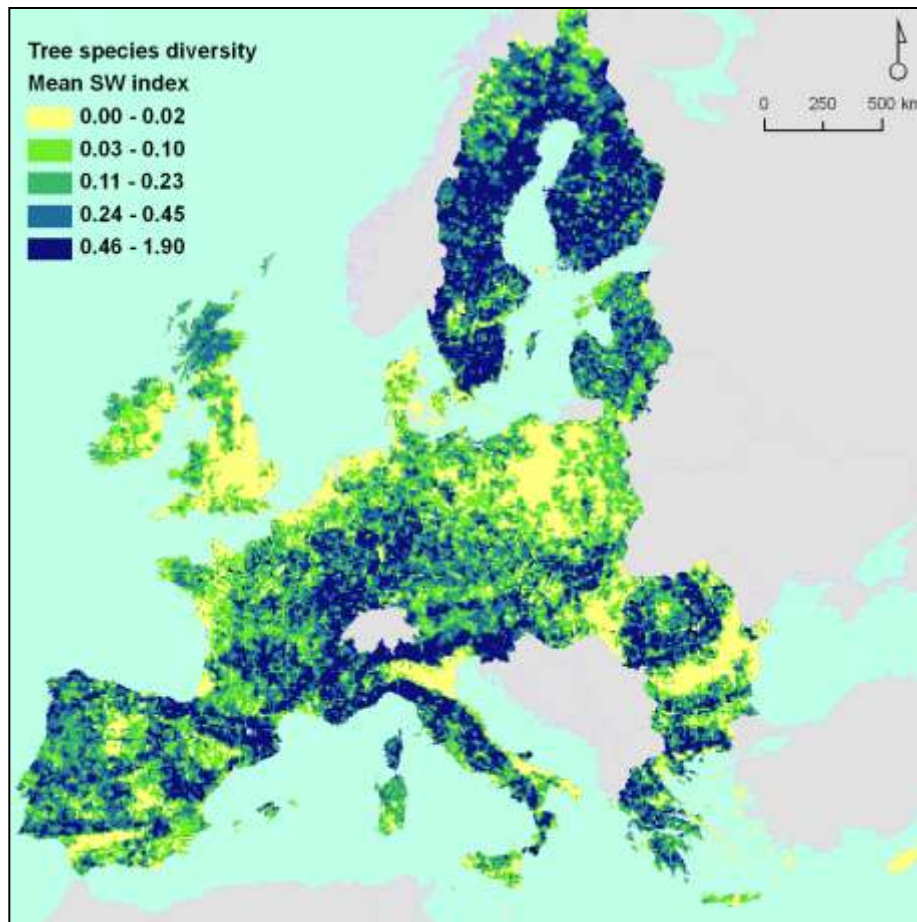 Tree species diversity
Mean SW index
0.00 - 0.02
0.03 - 0.10
0.11 - 0.23
0.24 - 0.45
0.46 - 1.90
0 250 500 km